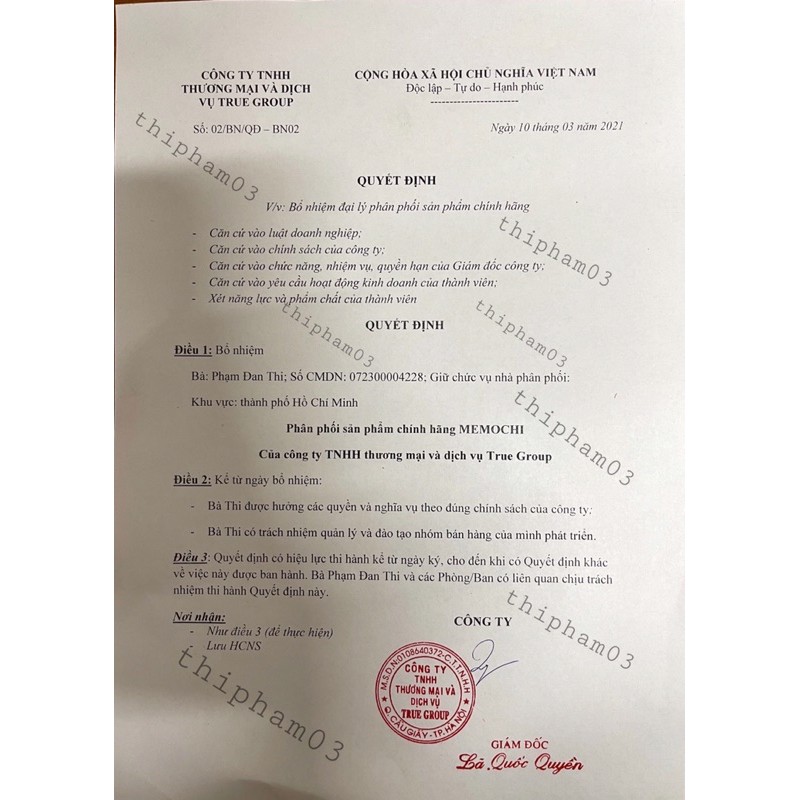 CÔNG TY TNHH
THƯƠNG MẠI VÀ DỊCH
VỤ TRUE GROUP
Số: 02/BN/QĐ – BN02
CỘNG HÒA XÃ HỘI CHỦ NGHĨA VIỆT NAM
Độc lập – Tự do – Hạnh phúc
-----------------------
Ngày 10 tháng 03 năm 2021
thipham03
QUYẾT ĐỊNH
V/v: Bổ nhiệm đại lý phân phối sản phẩm chính hãng
thipham03
- Căn cứ vào luật doanh nghiệp;
- Căn cứ vào chính sách của công ty;
- Căn cứ vào chức năng, nhiệm vụ, quyền hạn của Giám đốc công ty;
- Căn cứ vào yêu cầu hoạt động kinh doanh của thành viên;
- Xét năng lực và phẩm chất của thành viên
thipham03
thipham03
QUYẾT ĐỊNH
Điều 1: Bổ nhiệm
Bà: Phạm Đan Thi; Số CMDN: 072300004228; Giữ chức vụ nhà phân phối:
Khu vực: thành phố Hồ Chí Minh
thipham03
Phân phối sản phẩm chính hãng MEMOCHI
Của công ty TNHH thương mại và dịch vụ True Group
Điều 2: Kể từ ngày bổ nhiệm:
- Bà Thi được hưởng các quyền và nghĩa vụ theo đúng chính sách của công ty;
- Bà Thi có trách nhiệm quản lý và đào tạo nhóm bán hàng của mình phát triển.
Điều 3: Quyết định có hiệu lực thi hành kể từ ngày ký, cho đến khi có Quyết định khác
về việc này được ban hành. Bà Phạm Đan Thi và các Phòng/Ban có liên quan chịu trách
nhiệm thi hành Quyết định này.
thipham03
Nơi nhận:
- Như điều 3 (để thực hiện)
- Lưu HCNS
thipham03
CÔNG TY
M.S.D.N:0108640372-C.T.T.N.H.H
CÔNG TY
TNHH
THƯƠNG MẠI VÀ
DỊCH VỤ
TRUE GROUP
Q. CẦU GIẤY-TP. HÀ NỘI
GIÁM ĐỐC
Lã Quốc Quyền